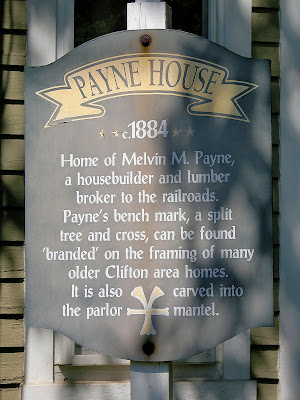 PAYNE HOUSE
c.1884
Home of Melvin M. Payne,
a housebuilder and lumber
broker to the railroads.
Payne's bench mark, a split
tree and cross, can be found
'branded' on the framing of many
older Clifton area homes.
It is also carved into
the parlor mantel.